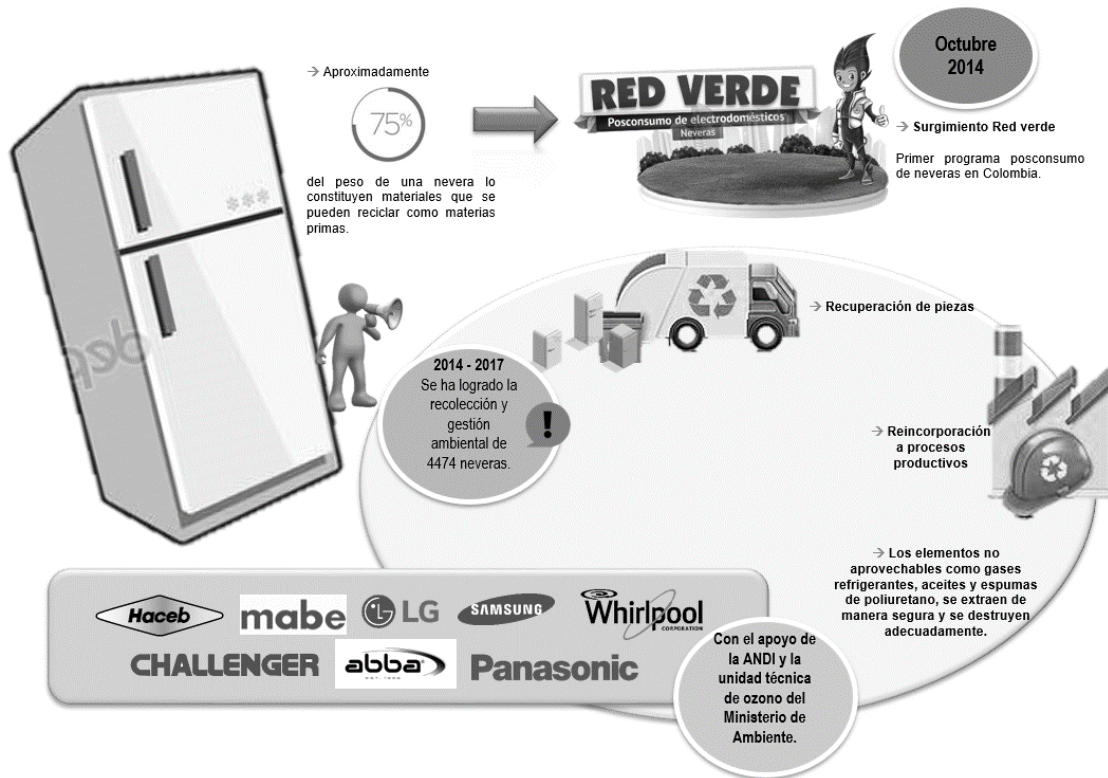 → Aproximadamente
75%
del peso de una nevera lo
constituyen materiales que se
pueden reciclar como materias
primas.
RED VERDE
Posconsumo de electrodomésticos
Neveras
Octubre
2014
→ Surgimiento Red verde
Primer programa posconsumo
de neveras en Colombia.
→ Recuperación de piezas
2014 - 2017
Se ha logrado la
recolección y
gestión
ambiental de
4474 neveras.
!
→ Reincorporación
a procesos
productivos
→ Los elementos no
aprovechables como gases
refrigerantes, aceites y espumas
de poliuretano, se extraen de
manera segura y se destruyen
adecuadamente.
Haceb mabe LG SAMSUNG Whirlpool
CORPORATION
CHALLENGER abba Panasonic
Con el apoyo de
la ANDI y la
unidad técnica
de ozono del
Ministerio de
Ambiente.